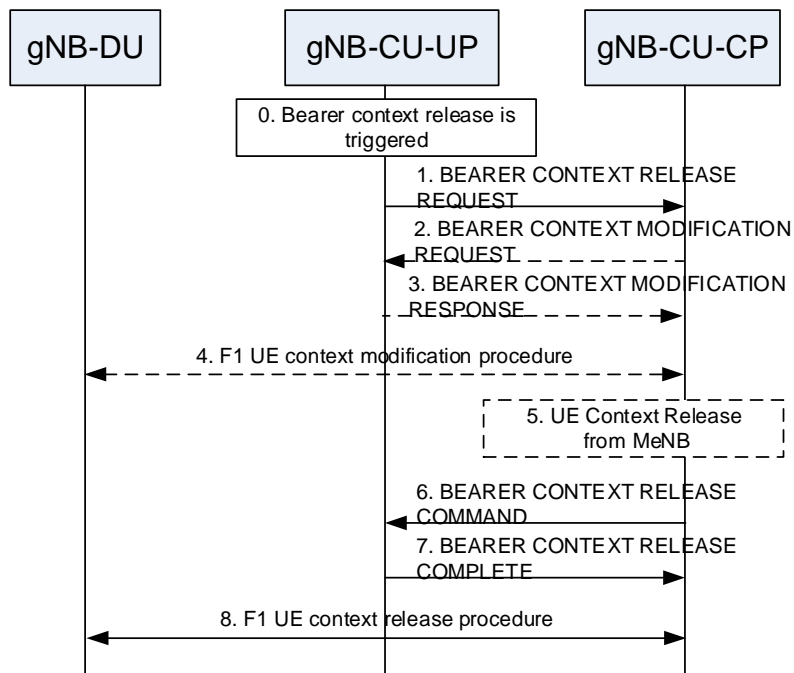 gNB-DU
gNB-CU-UP
gNB-CU-CP
0. Bearer context release is
triggered
1. BEARER CONTEXT RELEASE
REQUEST
2. BEARER CONTEXT MODIFICATION
REQUEST
3. BEARER CONTEXT MODIFICATION
RESPONSE
4. F1 UE context modification procedure
5. UE Context Release
from MeNB
6. BEARER CONTEXT RELEASE
COMMAND
7. BEARER CONTEXT RELEASE
COMPLETE
8. F1 UE context release procedure